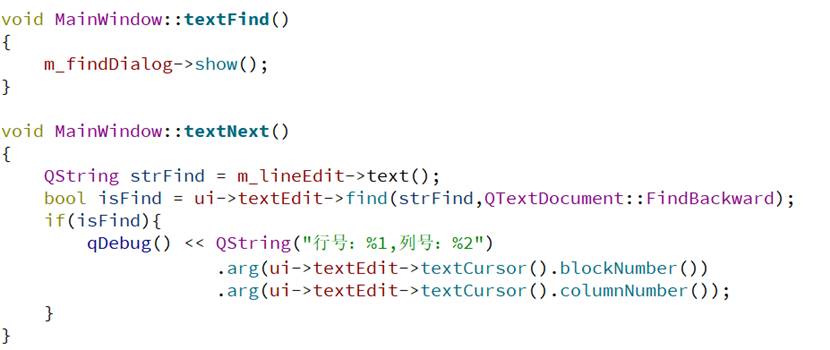 void MainWindow::textFind()
{
    m_findDialog->show();
}

void MainWindow::textNext()
{
    QString strFind = m_lineEdit->text();
    bool isFind = ui->textEdit->find(strFind,QTextDocument::FindBackward);
    if(isFind){
        qDebug() << QString("行号：%1,列号：%2")
                    .arg(ui->textEdit->textCursor().blockNumber())
                    .arg(ui->textEdit->textCursor().columnNumber());
    }
}